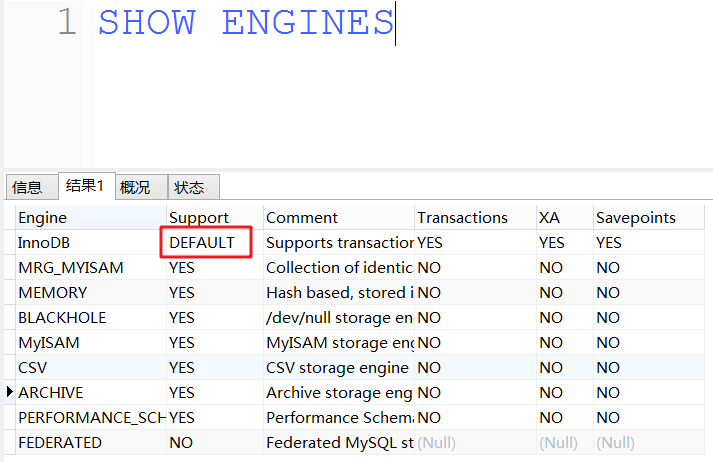 1 SHOW ENGINES
信息 结果1 概况 状态
Engine Support Comment Transactions XA Savepoints
InnoDB DEFAULT Supports transaction YES YES YES
MRG_MYISAM YES Collection of identic NO NO NO
MEMORY YES Hash based, stored i NO NO NO
BLACKHOLE YES /dev/null storage en NO NO NO
MyISAM YES MyISAM storage engin NO NO NO
CSV YES CSV storage engine NO NO NO
ARCHIVE YES Archive storage eng NO NO NO
PERFORMANCE_SCH YES Performance Schema NO NO NO
FEDERATED NO Federated MySQL st (Null) (Null) (Null)